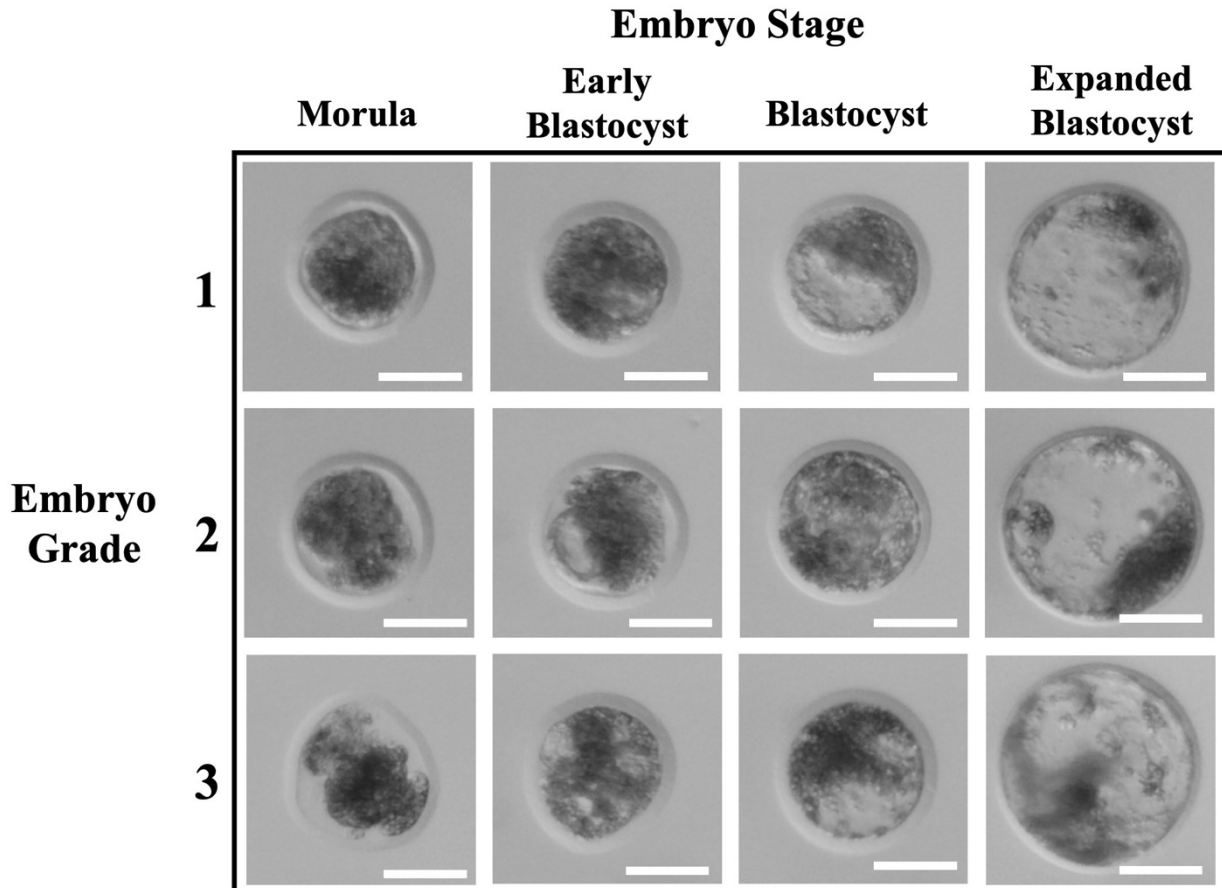 Embryo Stage
Morula
Early
Blastocyst
Blastocyst
Expanded
Blastocyst
1
Embryo
Grade
2
3